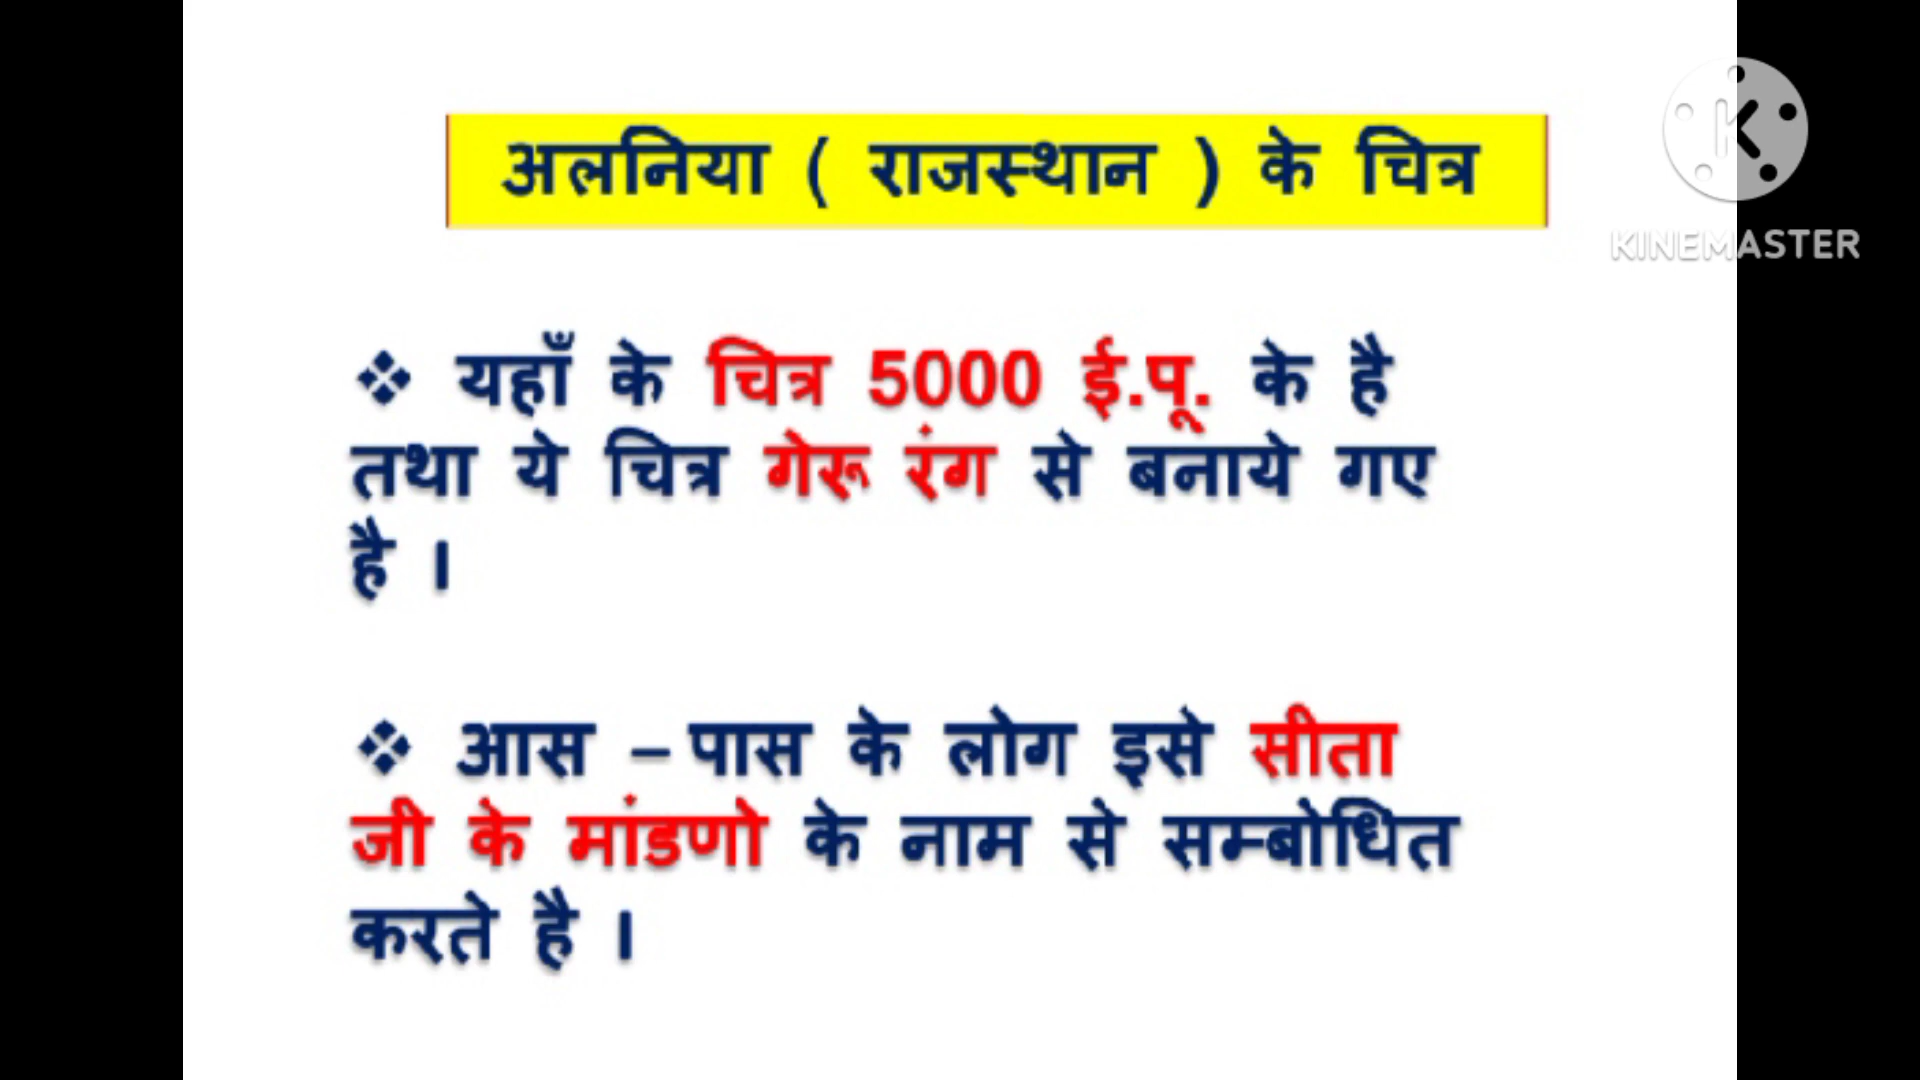 अलनिया ( राजस्थान ) के चित्र
KINEMASTER
❖ यहाँ के चित्र 5000 ई.पू. के है
तथा ये चित्र गेरू रंग से बनाये गए
है ।
❖ आस – पास के लोग इसे सीता
जी के मांडणो के नाम से सम्बोधित
करते है ।